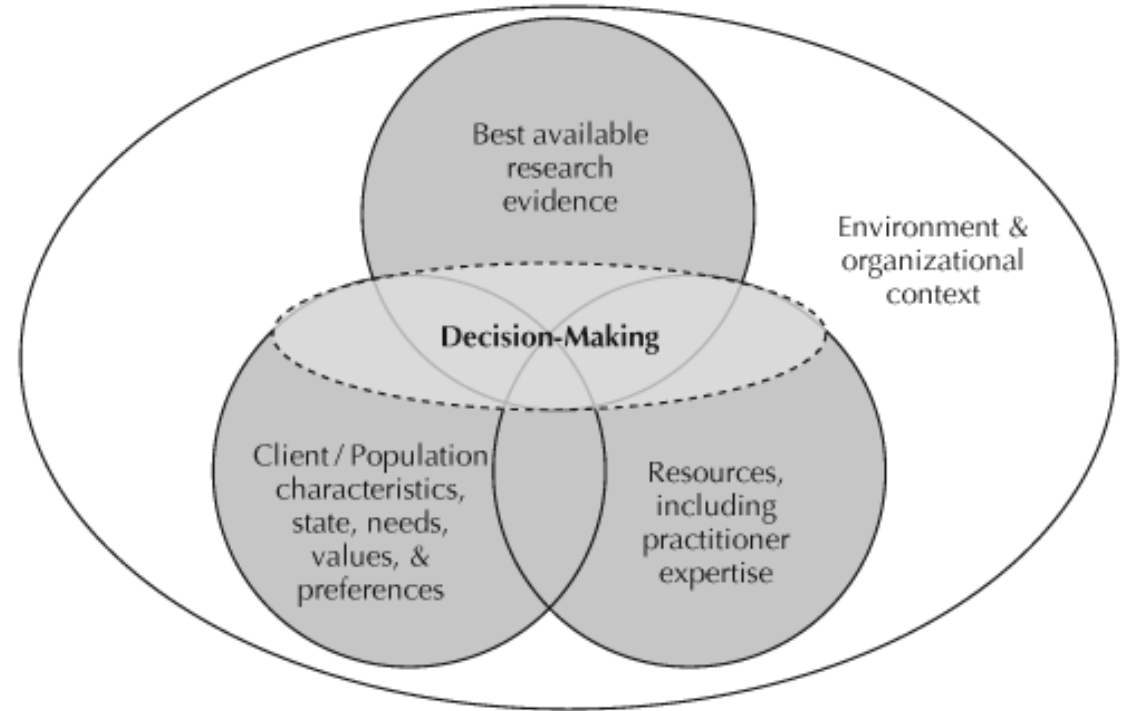 Best available
research
evidence
Environment &
organizational
context
Decision-Making
Client / Population
characteristics,
state, needs,
values, &
preferences
Resources,
including
practitioner
expertise